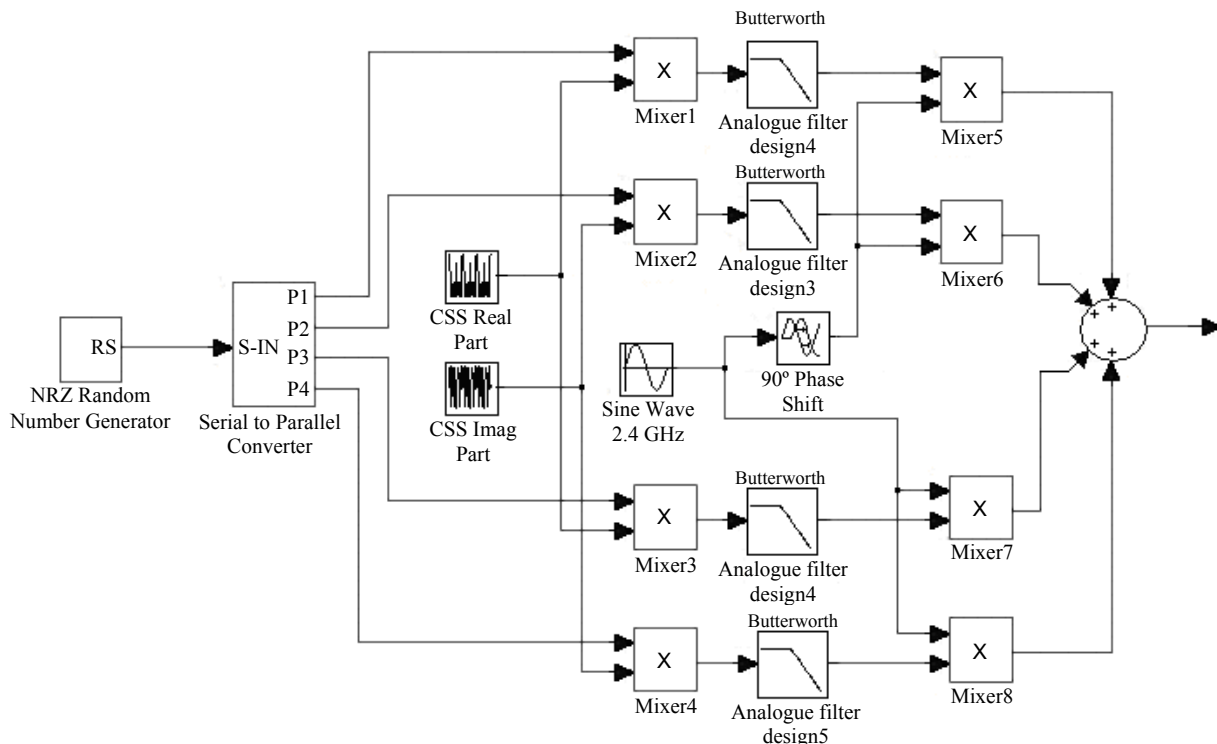 Butterworth
X
Mixer1
Analogue filter
design4
X
Mixer5
Butterworth
X
Mixer2
Analogue filter
design3
X
Mixer6
CSS Real
Part
RS
NRZ Random
Number Generator
S-IN
P1
P2
P3
P4
Serial to Parallel
Converter
CSS Imag
Part
Sine Wave
2.4 GHz
90º Phase
Shift
+
+
+
+
Butterworth
X
Mixer3
Analogue filter
design4
X
Mixer7
Butterworth
X
Mixer4
Analogue filter
design5
X
Mixer8